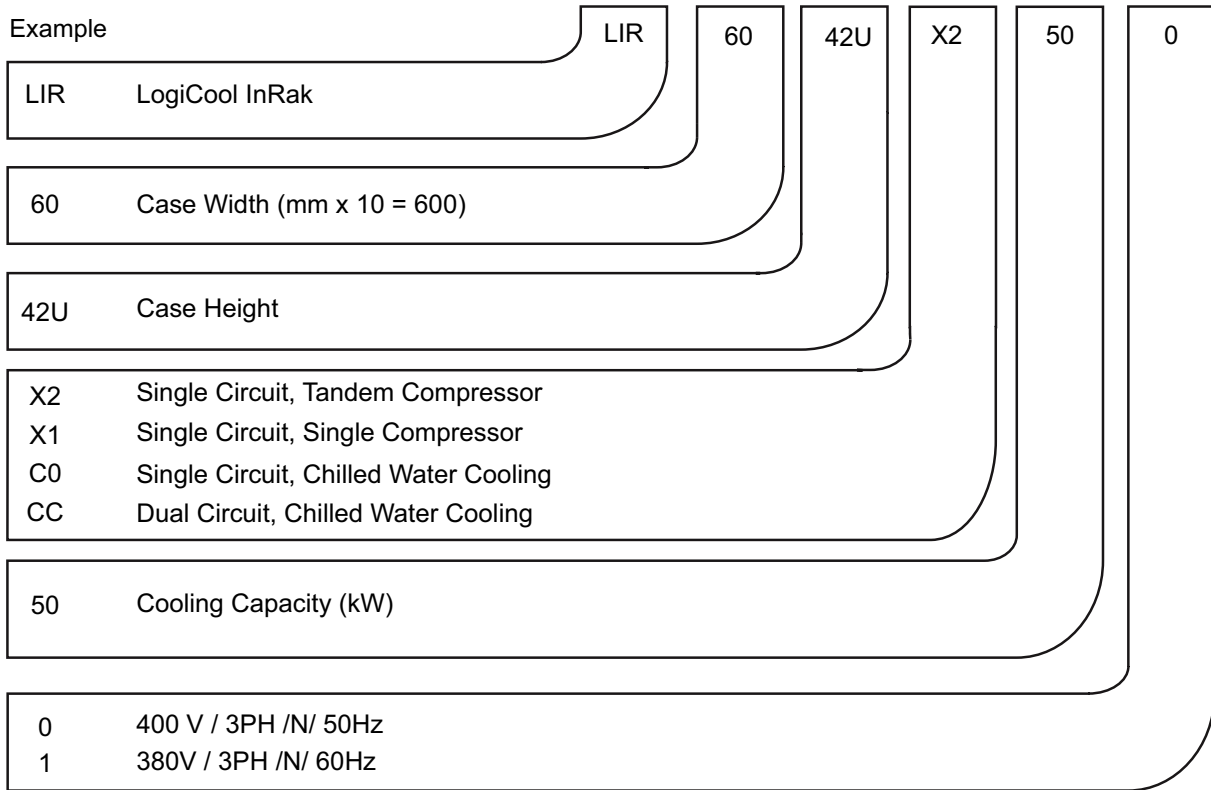 Example LIR 60 42U X2 50 0
LIR LogiCool InRak
60 Case Width (mm x 10 = 600)
42U Case Height
X2 Single Circuit, Tandem Compressor
X1 Single Circuit, Single Compressor
C0 Single Circuit, Chilled Water Cooling
CC Dual Circuit, Chilled Water Cooling
50 Cooling Capacity (kW)
0 400 V / 3PH /N/ 50Hz
1 380V / 3PH /N/ 60Hz